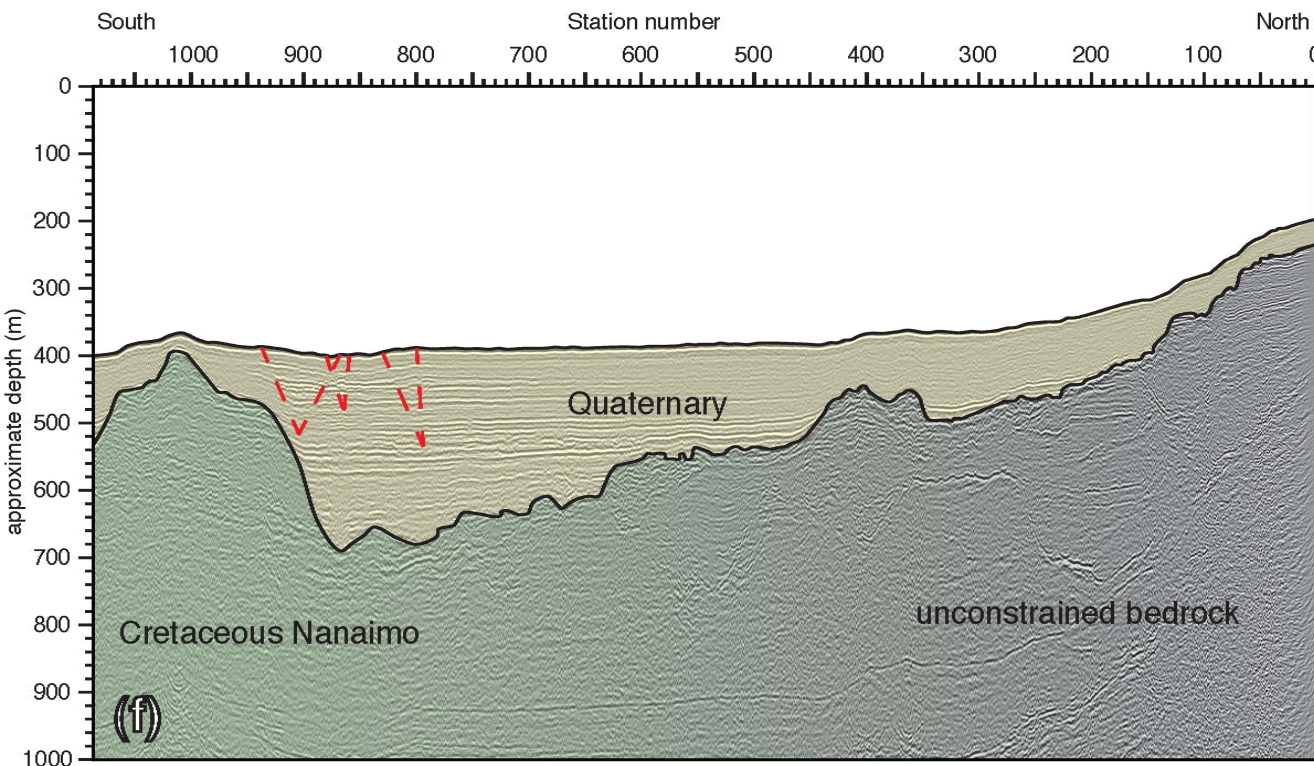 South Station number North
1000 900 800 700 600 500 400 300 200 100 0
0
100
200
300
400
500
600
700
800
900
1000
approximate depth (m)
Quaternary
unconstrained bedrock
Cretaceous Nanaimo
(f)